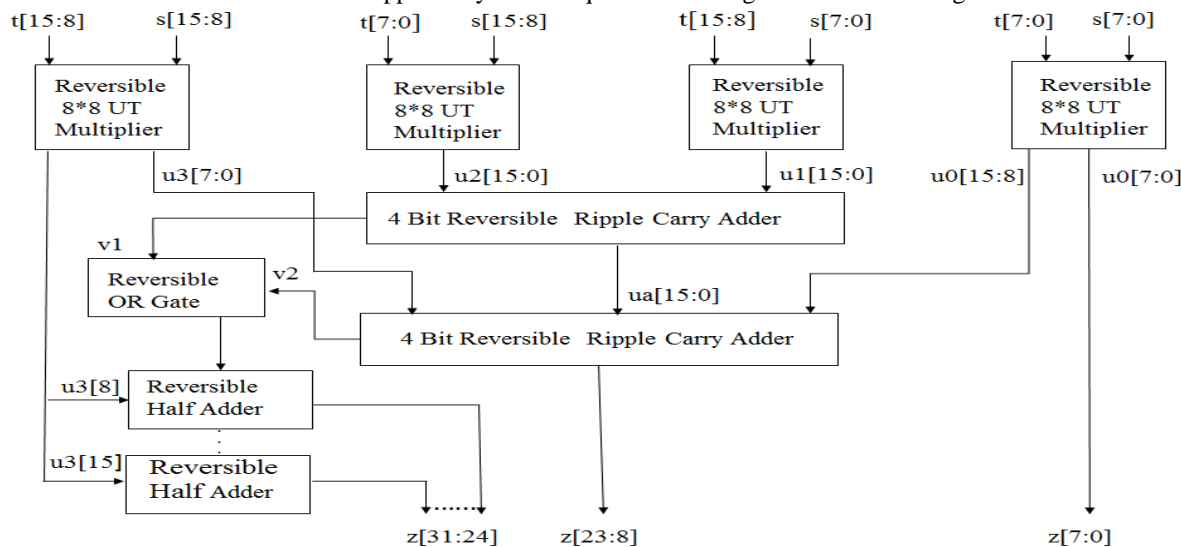 t[15:8] s[15:8] t[7:0] s[15:8] t[15:8] s[7:0] t[7:0] s[7:0]
Reversible
8*8 UT
Multiplier
Reversible
8*8 UT
Multiplier
Reversible
8*8 UT
Multiplier
Reversible
8*8 UT
Multiplier
u3[7:0] u2[15:0] u1[15:0] u0[15:8] u0[7:0]
4 Bit Reversible Ripple Carry Adder
v1
Reversible
OR Gate
v2
ua[15:0]
4 Bit Reversible Ripple Carry Adder
u3[8]
Reversible
Half Adder
u3[15]
Reversible
Half Adder
z[31:24] z[23:8] z[7:0]